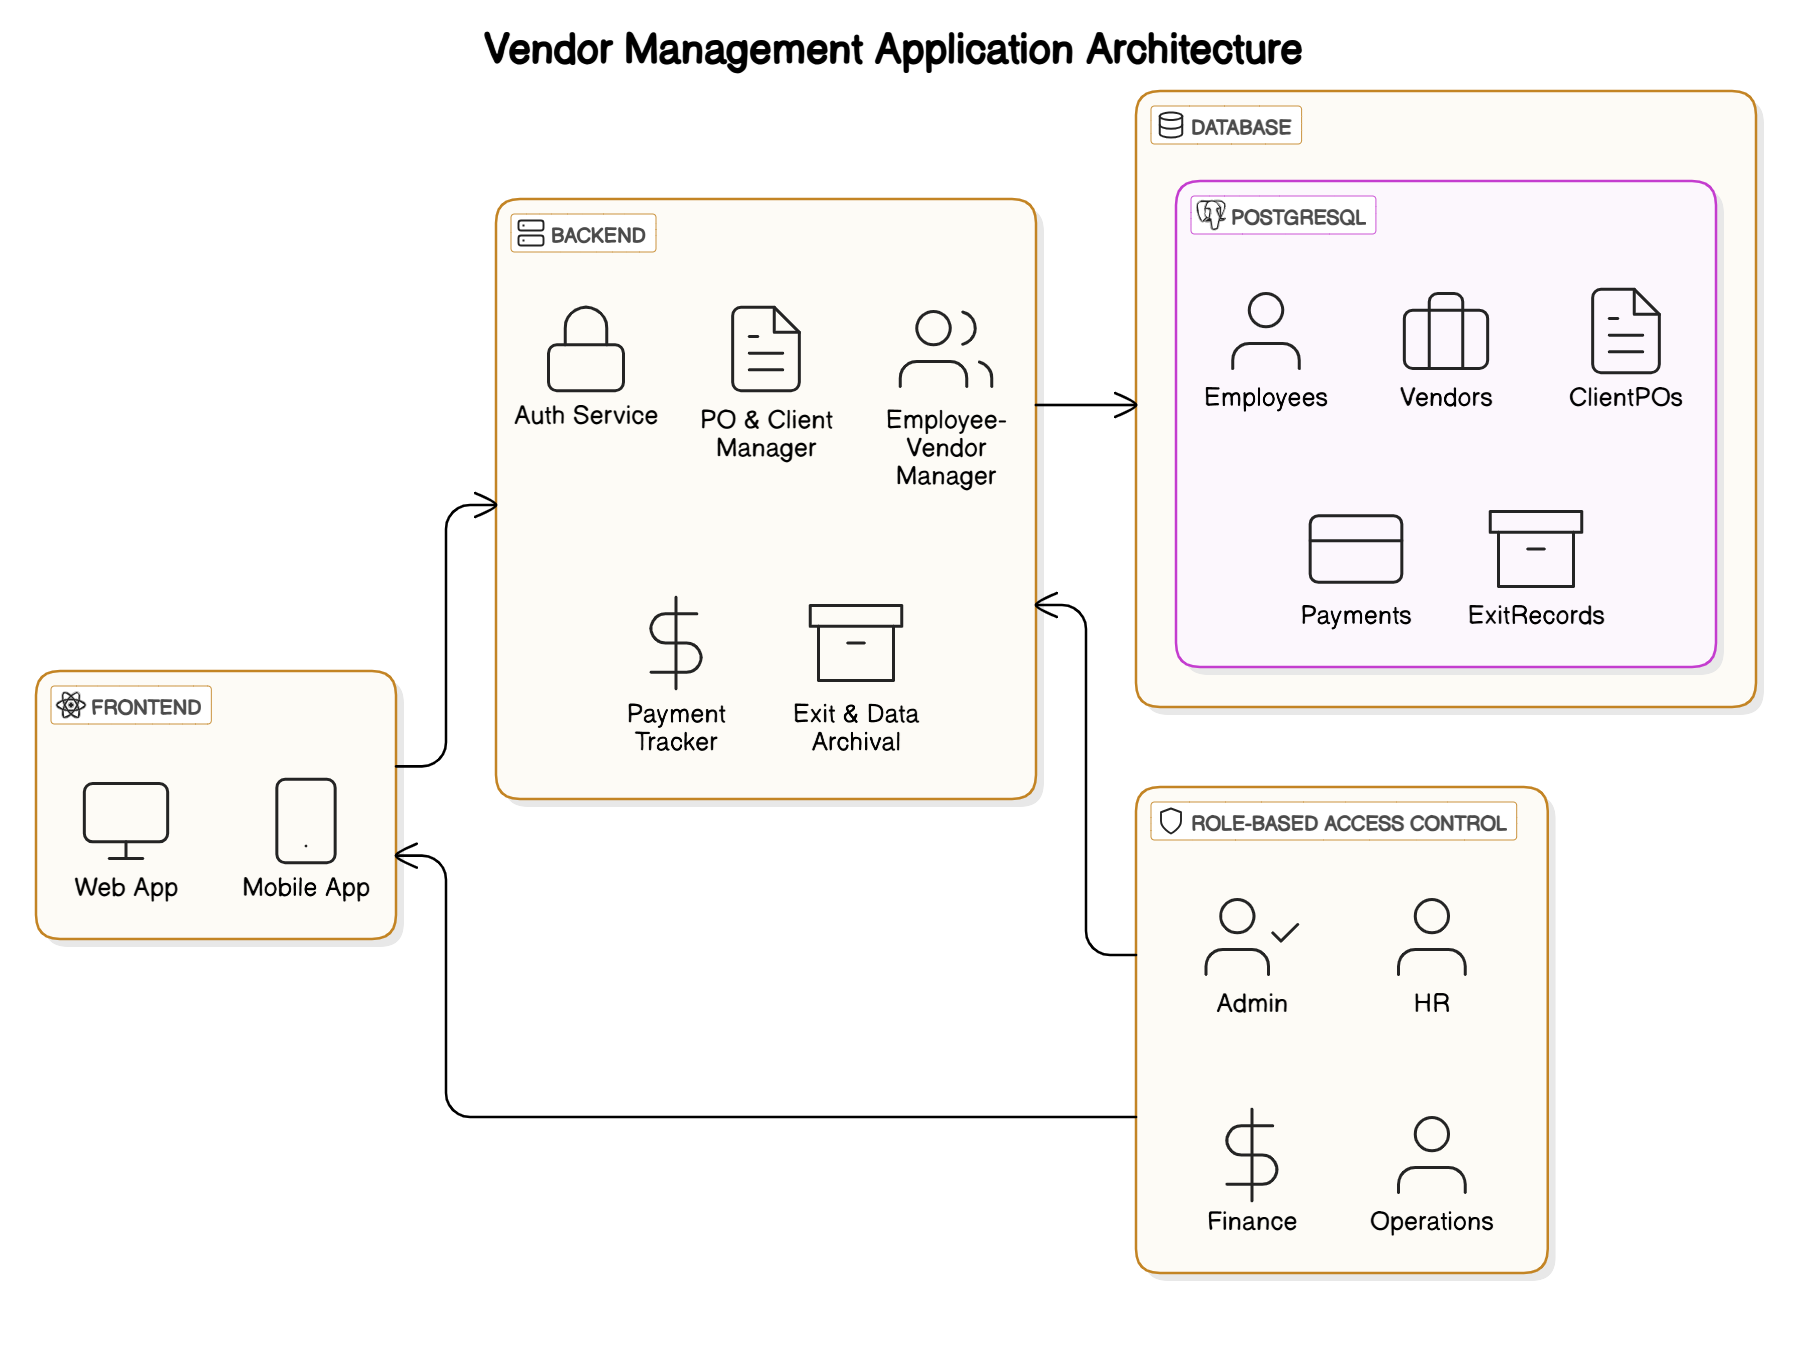 Vendor Management Application Architecture
DATABASE
POSTGRESQL
Employees
Vendors
ClientPOs
Payments
ExitRecords
BACKEND
Auth Service
PO & Client
Manager
Employee-
Vendor
Manager
Payment
Tracker
Exit & Data
Archival
FRONTEND
Web App
Mobile App
ROLE-BASED ACCESS CONTROL
Admin
HR
Finance
Operations